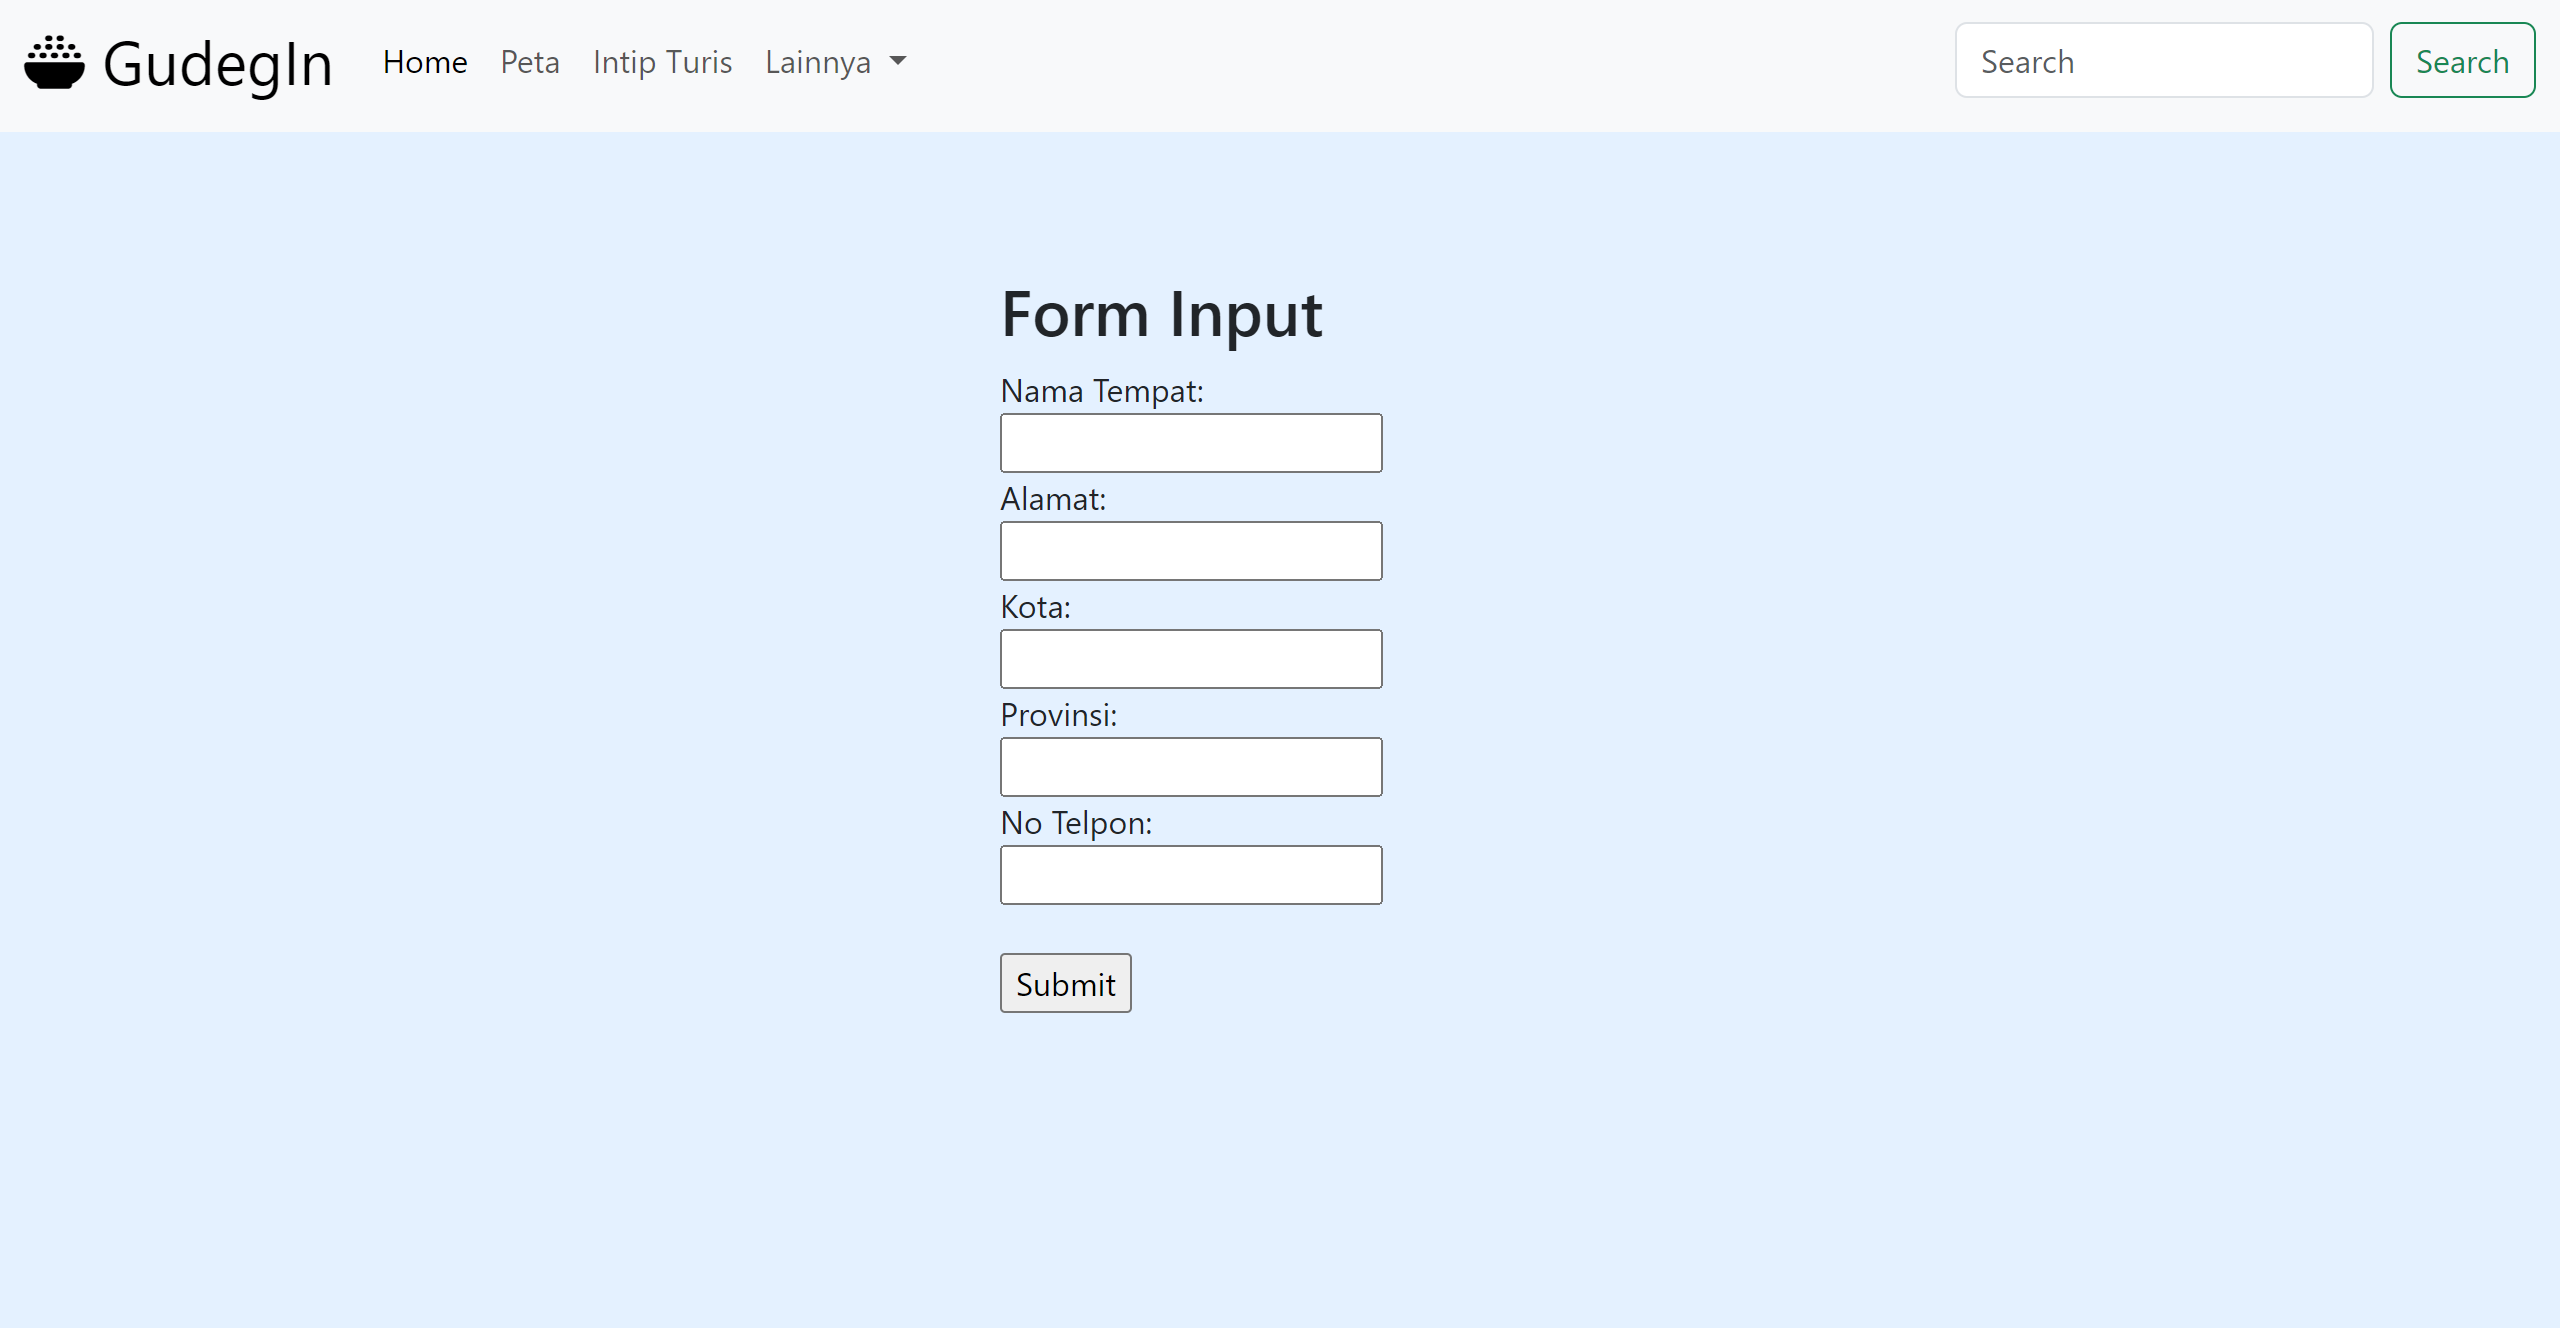 GudegIn Home Peta Intip Turis Lainnya Search Search
Form Input
Nama Tempat:
Alamat:
Kota:
Provinsi:
No Telpon:
Submit